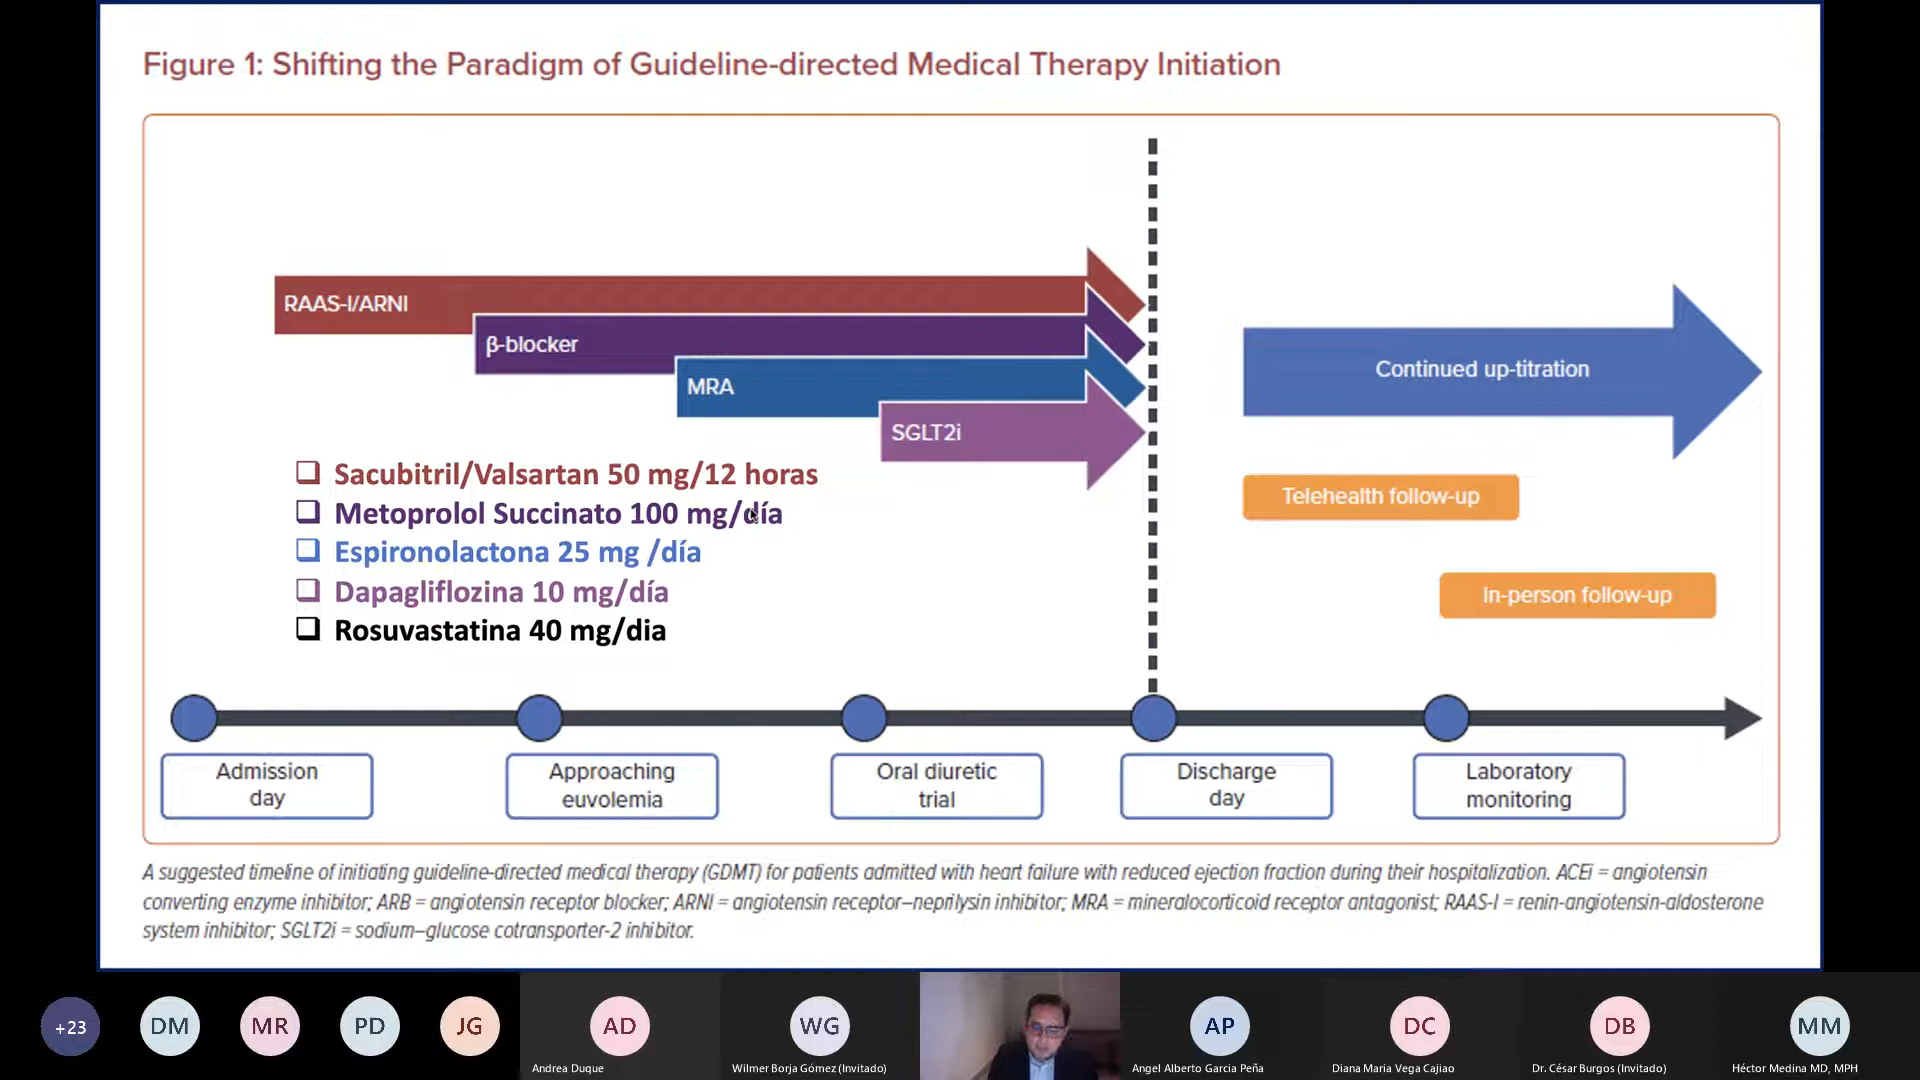 Figure 1: Shifting the Paradigm of Guideline-directed Medical Therapy Initiation
RAAS-I/ARNI
β-blocker
MRA
SGLT2i
Continued up-titration
Telehealth follow-up
In-person follow-up
Sacubitril/Valsartan 50 mg/12 horas
Metoprolol Succinato 100 mg/día
Espironolactona 25 mg /día
Dapagliflozina 10 mg/día
Rosuvastatina 40 mg/dia
Admission
day
Approaching
euvolemia
Oral diuretic
trial
Discharge
day
Laboratory
monitoring
A suggested timeline of initiating guideline-directed medical therapy (GDMT) for patients admitted with heart failure with reduced ejection fraction during their hospitalization. ACEi = angiotensin
converting enzyme inhibitor; ARB = angiotensin receptor blocker; ARNI = angiotensin receptor–neprilysin inhibitor; MRA = mineralocorticoid receptor antagonist; RAAS-I = renin-angiotensin-aldosterone
system inhibitor; SGLT2i = sodium–glucose cotransporter-2 inhibitor.
+23
DM
MR
PD
JG
AD
WG
AP
DC
DB
MM
Andrea Duque
Wilmer Borja Gómez (Invitado)
Angel Alberto Garcia Peña
Diana Maria Vega Cajiao
Dr. César Burgos (Invitado)
Héctor Medina MD, MPH